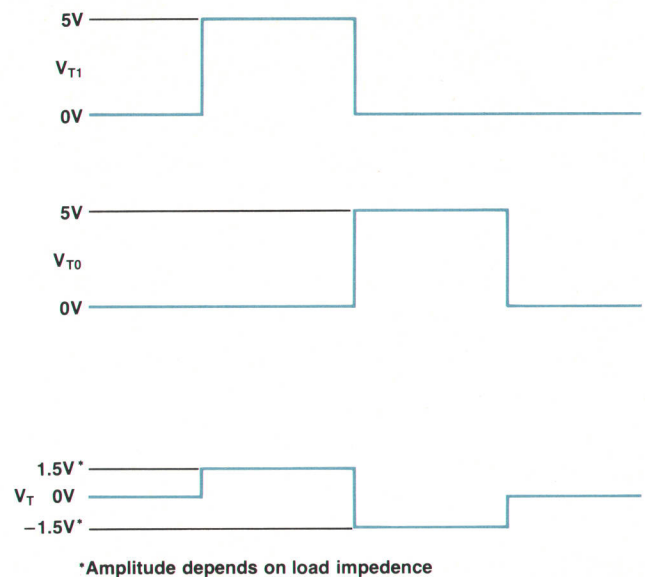 5V
VT1
0V
5V
VT0
0V
1.5V*
VT 0V
−1.5V*
*Amplitude depends on load impedence